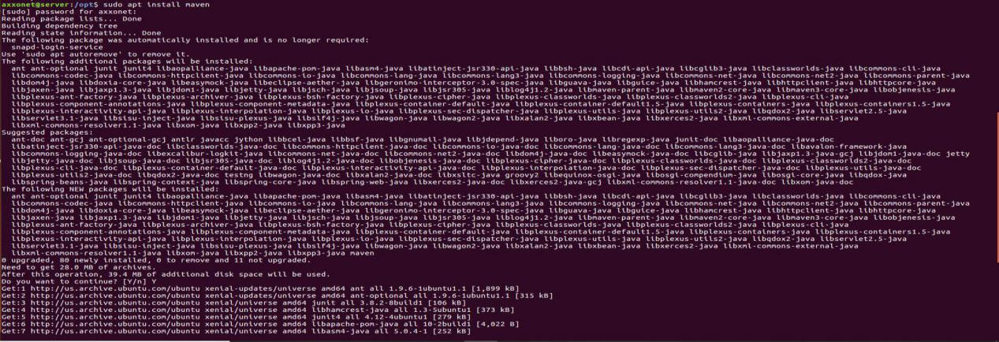 axxonet@server:/opt$ sudo apt install maven
[sudo] password for axxonet:
Reading package lists... Done
Building dependency tree
Reading state information... Done
The following package was automatically installed and is no longer required:
snapd-login-service
Use 'sudo apt autoremove' to remove it.
The following additional packages will be installed:
ant ant-optional junit junit4 libaopalliance-java libapache-pom-java libasm4-java libatinject-jsr330-api-java libbsh-java libcdi-api-java libcglib3-java libclassworlds-java libcommons-cli-java
libcommons-codec-java libcommons-httpclient-java libcommons-io-java libcommons-lang-java libcommons-lang3-java libcommons-logging-java libcommons-net-java libcommons-net2-java libcommons-parent-java
libdom4j-java libdoxia-core-java libeasymock-java libeclipse-aether-java libgeronimo-interceptor-3.0-spec-java libguava-java libguice-java libhamcrest-java libhttpclient-java libhttpcore-java
libjaxen-java libjaxp1.3-java libjdom1-java libjetty-java libjsch-java libjsoup-java libjsr305-java liblog4j1.2-java libmaven-parent-java libmaven2-core-java libmaven3-core-java libobjenesis-java
libplexus-ant-factory-java libplexus-archiver-java libplexus-bsh-factory-java libplexus-cipher-java libplexus-classworlds-java libplexus-classworlds2-java libplexus-cli-java
libplexus-component-annotations-java libplexus-component-metadata-java libplexus-container-default-java libplexus-container-default1.5-java libplexus-containers-java libplexus-containers1.5-java
libplexus-interactivity-api-java libplexus-interpolation-java libplexus-io-java libplexus-sec-dispatcher-java libplexus-utils-java libplexus-utils2-java libqdox2-java libservlet2.5-java
libservlet3.1-java libsisu-inject-java libsisu-plexus-java libslf4j-java libwagon-java libwagon2-java libxalan2-java libxbean-java libxerces2-java libxml-commons-external-java
libxml-commons-resolver1.1-java libxom-java libxpp2-java libxpp3-java
Suggested packages:
ant-doc ant-gcj ant-optional-gcj antlr javacc jython libbcel-java libbsf-java libgnumail-java libjdepend-java liboro-java libregexp-java junit-doc libaopalliance-java-doc
libatinject-jsr330-api-java-doc libclassworlds-java-doc libcommons-httpclient-java-doc libcommons-io-java-doc libcommons-lang-java-doc libcommons-lang3-java-doc libavalon-framework-java
libcommons-logging-java-doc libexcalibur-logkit-java libcommons-net-java-doc libcommons-net2-java-doc libdom4j-java-doc libeasymock-java-doc libcglib-java libjaxp1.3-java-gcj libjdom1-java-doc jetty
libjetty-java-doc libjsoup-java-doc libjsr305-java-doc liblog4j1.2-java-doc libobjenesis-java-doc libplexus-cipher-java-doc libplexus-classworlds-java-doc libplexus-classworlds2-java-doc
libplexus-cli-java-doc libplexus-container-default-java-doc libplexus-interactivity-api-java-doc libplexus-interpolation-java-doc libplexus-sec-dispatcher-java-doc libplexus-utils-java-doc
libplexus-utils2-java-doc libqdox2-java-doc testng libwagon-java-doc libxalan2-java-doc libxsltc-java groovy2 libequinox-osgi-java libosgi-compendium-java libosgi-core-java libqdox-java
libspring-beans-java libspring-context-java libspring-core-java libspring-web-java libxerces2-java-doc libxerces2-java-gcj libxml-commons-resolver1.1-java-doc libxom-java-doc
The following NEW packages will be installed:
ant ant-optional junit junit4 libaopalliance-java libapache-pom-java libasm4-java libatinject-jsr330-api-java libbsh-java libcdi-api-java libcglib3-java libclassworlds-java libcommons-cli-java
libcommons-codec-java libcommons-httpclient-java libcommons-io-java libcommons-lang-java libcommons-lang3-java libcommons-logging-java libcommons-net-java libcommons-net2-java libcommons-parent-java
libdom4j-java libdoxia-core-java libeasymock-java libeclipse-aether-java libgeronimo-interceptor-3.0-spec-java libguava-java libguice-java libhamcrest-java libhttpclient-java libhttpcore-java
libjaxen-java libjaxp1.3-java libjdom1-java libjetty-java libjsch-java libjsoup-java libjsr305-java liblog4j1.2-java libmaven-parent-java libmaven2-core-java libmaven3-core-java libobjenesis-java
libplexus-ant-factory-java libplexus-archiver-java libplexus-bsh-factory-java libplexus-cipher-java libplexus-classworlds-java libplexus-classworlds2-java libplexus-cli-java
libplexus-component-annotations-java libplexus-component-metadata-java libplexus-container-default-java libplexus-container-default1.5-java libplexus-containers-java libplexus-containers1.5-java
libplexus-interactivity-api-java libplexus-interpolation-java libplexus-io-java libplexus-sec-dispatcher-java libplexus-utils-java libplexus-utils2-java libqdox2-java libservlet2.5-java
libservlet3.1-java libsisu-inject-java libsisu-plexus-java libslf4j-java libwagon-java libwagon2-java libxalan2-java libxbean-java libxerces2-java libxml-commons-external-java
libxml-commons-resolver1.1-java libxom-java libxpp2-java libxpp3-java maven
0 upgraded, 80 newly installed, 0 to remove and 11 not upgraded.
Need to get 28.0 MB of archives.
After this operation, 39.4 MB of additional disk space will be used.
Do you want to continue? [Y/n] Y
Get:1 http://us.archive.ubuntu.com/ubuntu xenial-updates/universe amd64 ant all 1.9.6-1ubuntu1.1 [1,899 kB]
Get:2 http://us.archive.ubuntu.com/ubuntu xenial-updates/universe amd64 ant-optional all 1.9.6-1ubuntu1.1 [315 kB]
Get:3 http://us.archive.ubuntu.com/ubuntu xenial/universe amd64 junit all 3.8.2-8build1 [106 kB]
Get:4 http://us.archive.ubuntu.com/ubuntu xenial/universe amd64 libhamcrest-java all 1.3-5ubuntu1 [373 kB]
Get:5 http://us.archive.ubuntu.com/ubuntu xenial/universe amd64 junit4 all 4.12-4ubuntu1 [279 kB]
Get:6 http://us.archive.ubuntu.com/ubuntu xenial/universe amd64 libapache-pom-java all 10-2build1 [4,022 B]
Get:7 http://us.archive.ubuntu.com/ubuntu xenial/universe amd64 libasm4-java all 5.0.4-1 [252 kB]